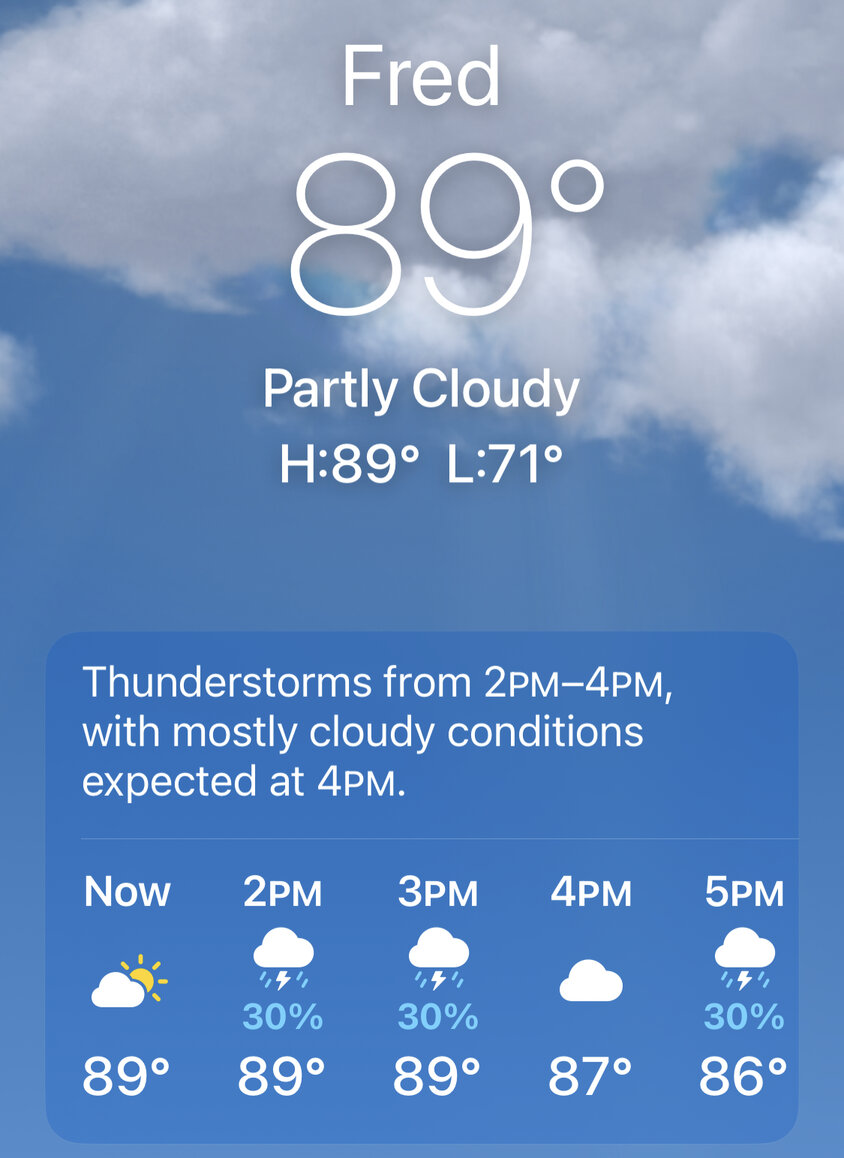 Fred
89°
Partly Cloudy
H:89° L:71°
Thunderstorms from 2PM–4PM,
with mostly cloudy conditions
expected at 4PM.
Now 2PM 3PM 4PM 5PM
30% 30% 30%
89° 89° 89° 87° 86°